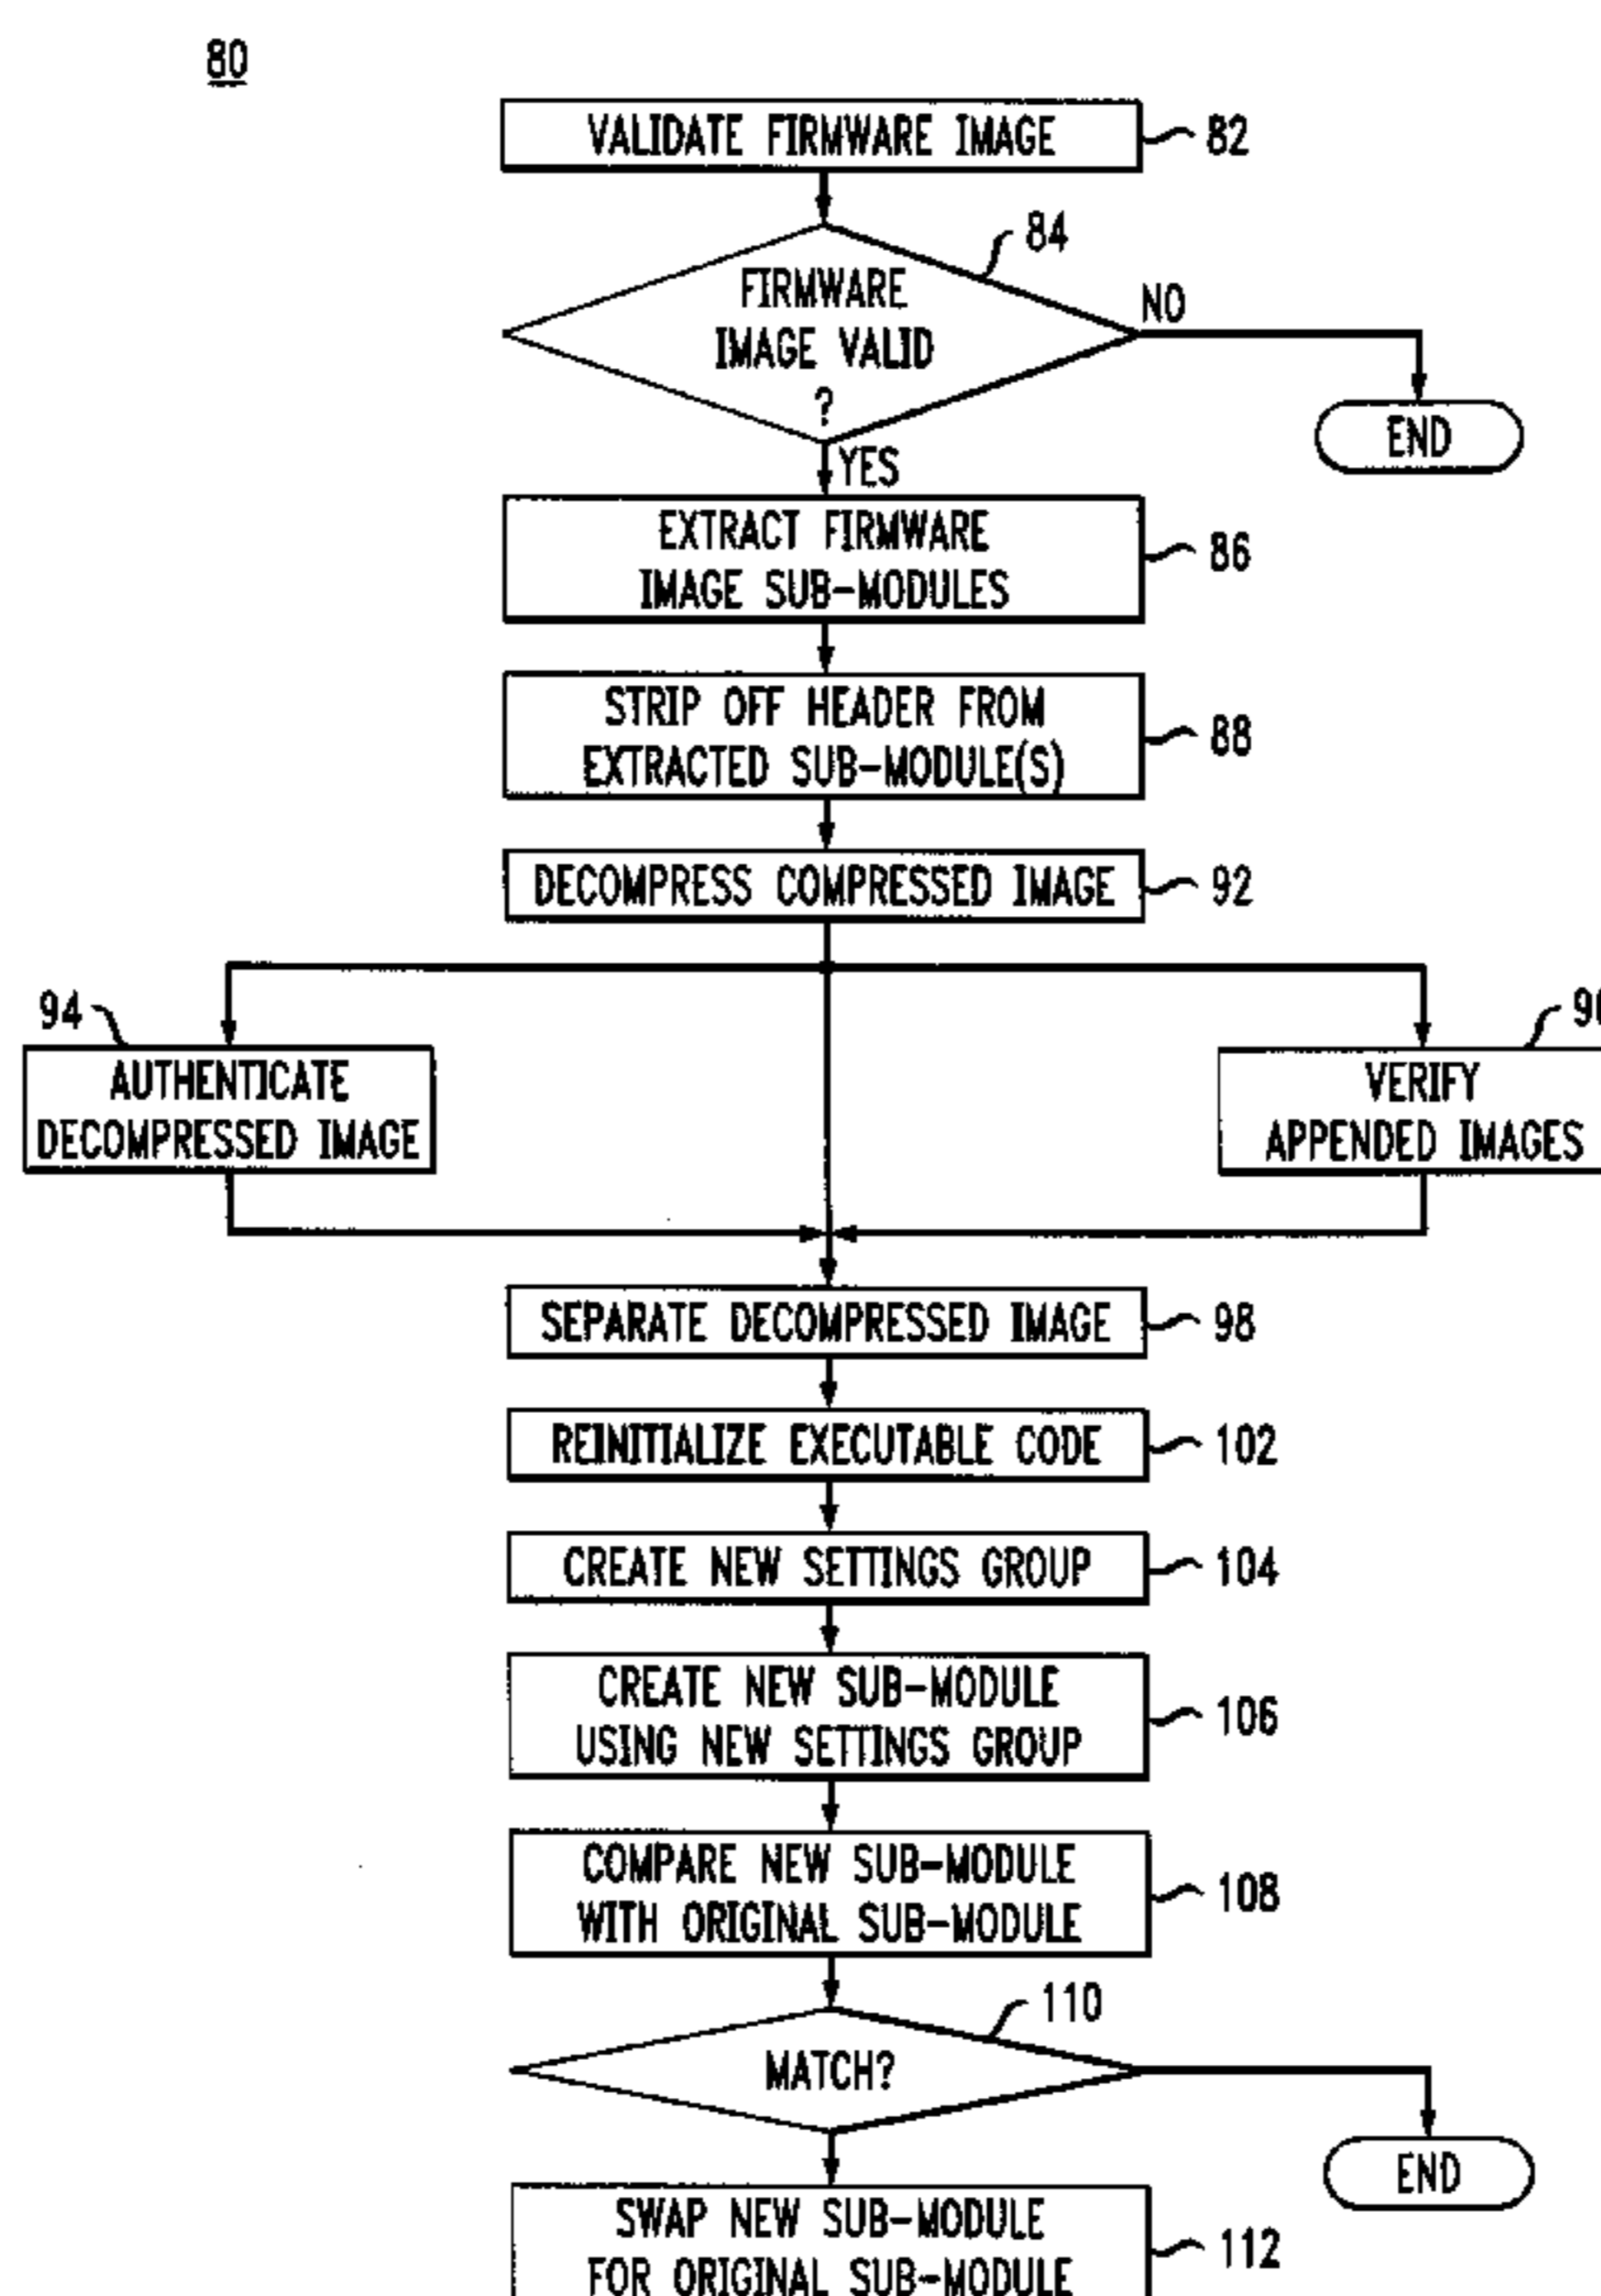 80
VALIDATE FIRMWARE IMAGE
82
84
FIRMWARE
IMAGE VALID
?
NO
END
YES
EXTRACT FIRMWARE
IMAGE SUB-MODULES
86
STRIP OFF HEADER FROM
EXTRACTED SUB-MODULE(S)
88
DECOMPRESS COMPRESSED IMAGE
92
94
AUTHENTICATE
DECOMPRESSED IMAGE
VERIFY
APPENDED IMAGES
SEPARATE DECOMPRESSED IMAGE
98
REINITIALIZE EXECUTABLE CODE
102
CREATE NEW SETTINGS GROUP
104
CREATE NEW SUB-MODULE
USING NEW SETTINGS GROUP
106
COMPARE NEW SUB-MODULE
WITH ORIGINAL SUB-MODULE
108
110
MATCH?
END
SWAP NEW SUB-MODULE
FOR ORIGINAL SUB-MODULE
112